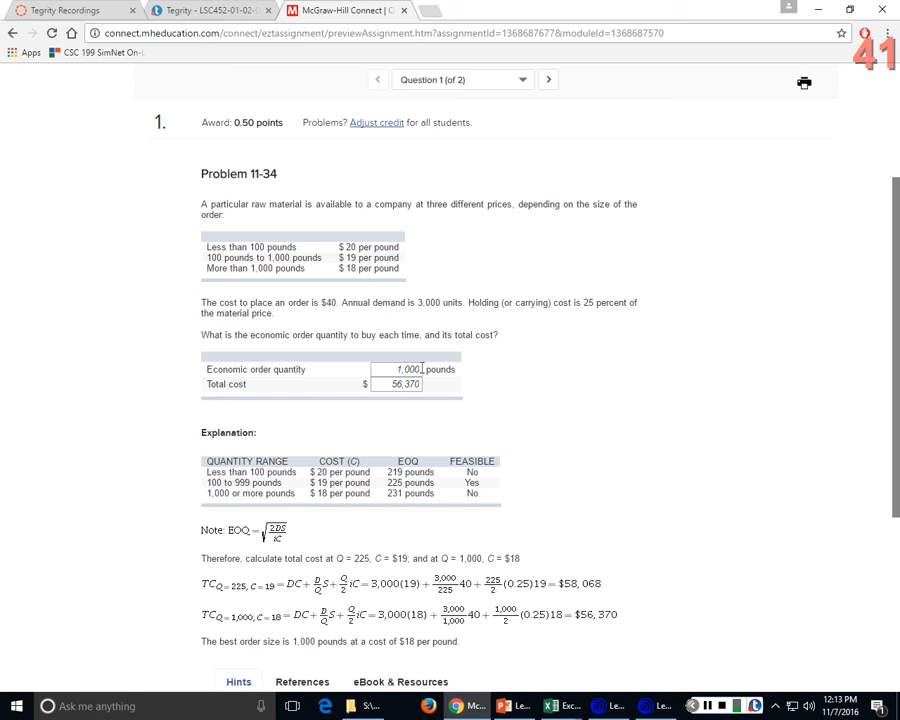 Tegrity Recordings
Tegrity - LSC452-01-02-
McGraw-Hill Connect | Q
connect.mheducation.com/connect/eztassignment/previewAssignment.htm?assignmentId=13686867​77&moduleId=1368687570
Apps
CSC 199 SimNet On-L
41
Question 1 (of 2)
1.
Award: 0.50 points
Problems? Adjust credit for all students.
Problem 11-34
A particular raw material is available to a company at three different prices, depending on the size of the
order:
Less than 100 pounds $ 20 per pound
100 pounds to 1,000 pounds $ 19 per pound
More than 1,000 pounds $ 18 per pound
The cost to place an order is $40. Annual demand is 3,000 units. Holding (or carrying) cost is 25 percent of
the material price.
What is the economic order quantity to buy each time, and its total cost?
Economic order quantity 1,000 pounds
Total cost $ 56,370
Explanation:
QUANTITY RANGE COST (C) EOQ FEASIBLE
Less than 100 pounds $ 20 per pound 219 pounds No
100 to 999 pounds $ 19 per pound 225 pounds Yes
1,000 or more pounds $ 18 per pound 231 pounds No
Note: EOQ = √(2DS/iC)
Therefore, calculate total cost at Q = 225, C = $19; and at Q = 1,000, C = $18
TC Q=225, C=19 = DC + D/Q S + Q/2 iC = 3,000(19) + 3,000/225 40 + 225/2 (0.25)19 = $58, 068
TC Q=1,000, C=18 = DC + D/Q S + Q/2 iC = 3,000(18) + 3,000/1,000 40 + 1,000/2 (0.25)18 = $56, 370
The best order size is 1,000 pounds at a cost of $18 per pound.
Hints References eBook & Resources
Ask me anything
S:\...
Mc...
Le...
Exc...
Le...
Le...
12:13 PM
11/7/2016